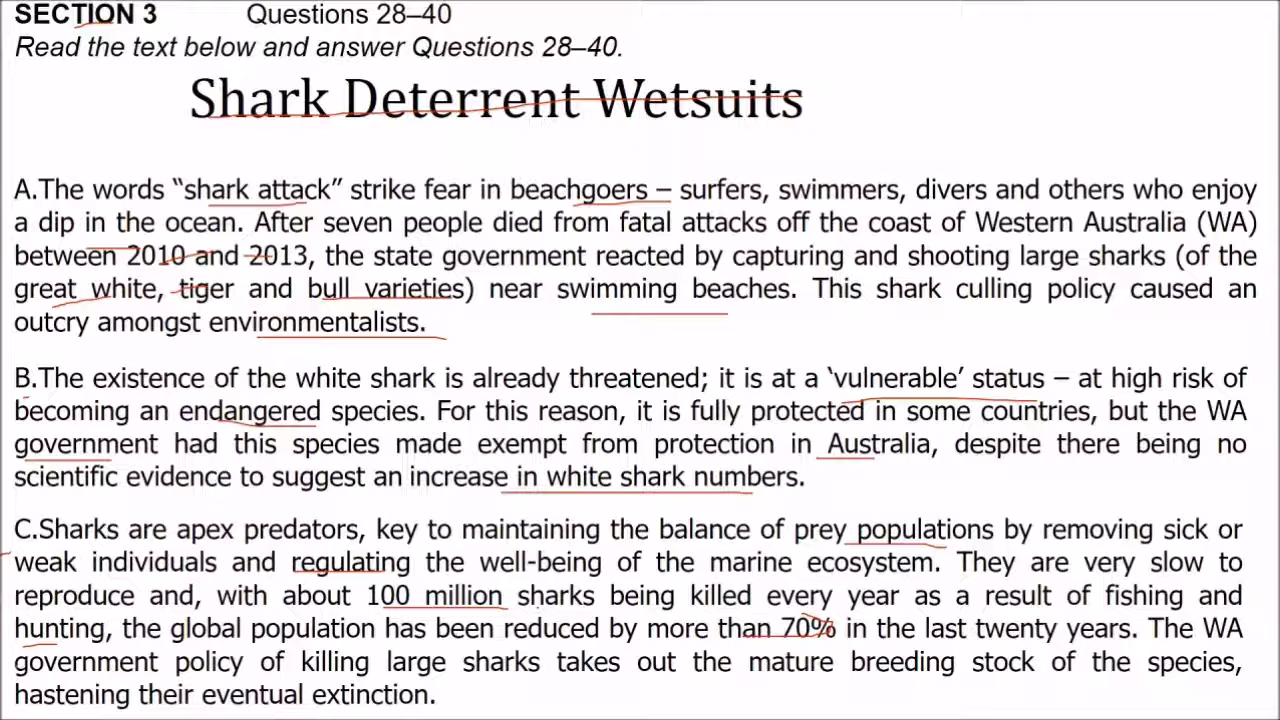 SECTION 3 Questions 28–40
Read the text below and answer Questions 28–40.
Shark Deterrent Wetsuits
A.The words “shark attack” strike fear in beachgoers – surfers, swimmers, divers and others who enjoy
a dip in the ocean. After seven people died from fatal attacks off the coast of Western Australia (WA)
between 2010 and 2013, the state government reacted by capturing and shooting large sharks (of the
great white, tiger and bull varieties) near swimming beaches. This shark culling policy caused an
outcry amongst environmentalists.
B.The existence of the white shark is already threatened; it is at a ‘vulnerable’ status – at high risk of
becoming an endangered species. For this reason, it is fully protected in some countries, but the WA
government had this species made exempt from protection in Australia, despite there being no
scientific evidence to suggest an increase in white shark numbers.
C.Sharks are apex predators, key to maintaining the balance of prey populations by removing sick or
weak individuals and regulating the well-being of the marine ecosystem. They are very slow to
reproduce and, with about 100 million sharks being killed every year as a result of fishing and
hunting, the global population has been reduced by more than 70% in the last twenty years. The WA
government policy of killing large sharks takes out the mature breeding stock of the species,
hastening their eventual extinction.